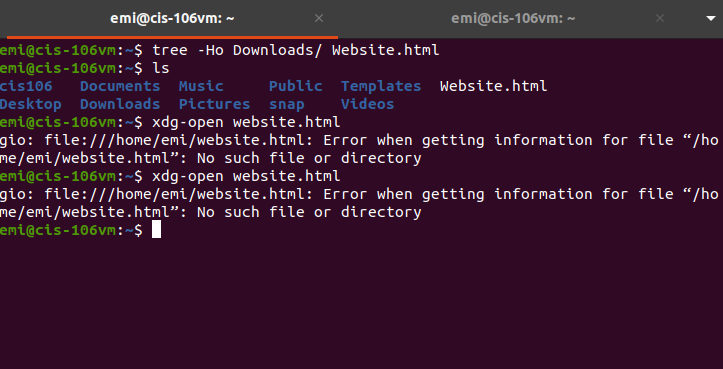 emi@cis-106vm: ~ × emi@cis-106vm: ~ ×
emi@cis-106vm:~$ tree -Ho Downloads/ Website.html
emi@cis-106vm:~$ ls
cis106 Documents Music Public Templates Website.html
Desktop Downloads Pictures snap Videos
emi@cis-106vm:~$ xdg-open website.html
gio: file:///home/emi/website.html: Error when getting information for file “/ho
me/emi/website.html”: No such file or directory
emi@cis-106vm:~$ xdg-open website.html
gio: file:///home/emi/website.html: Error when getting information for file “/ho
me/emi/website.html”: No such file or directory
emi@cis-106vm:~$